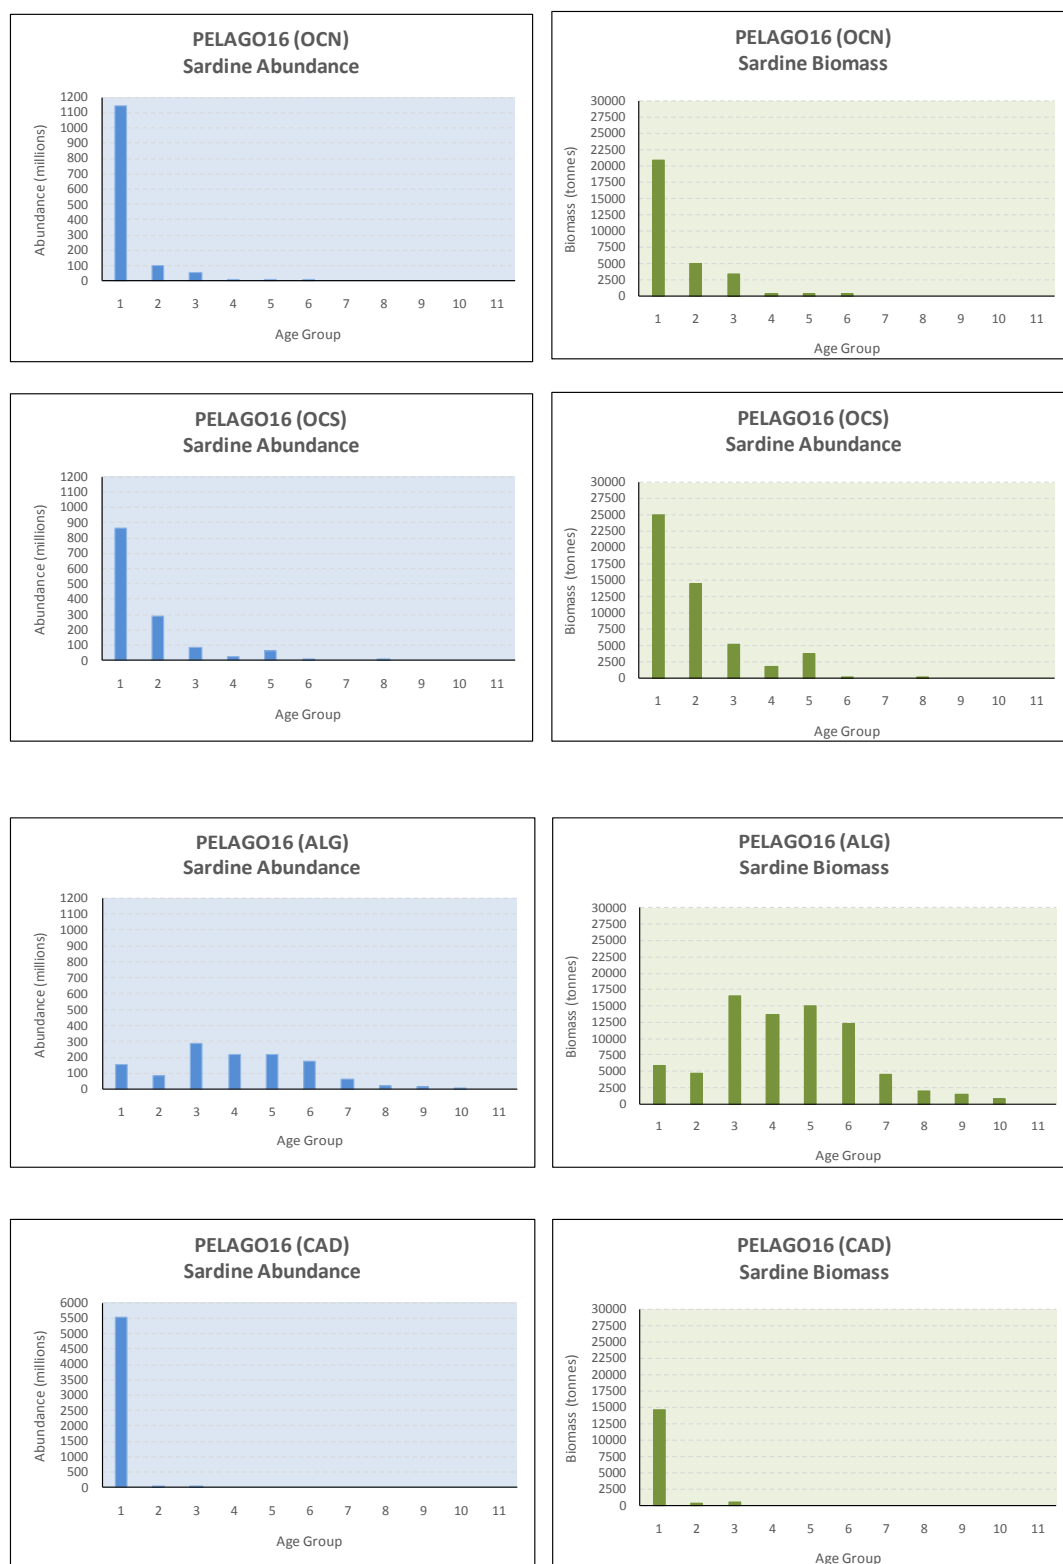 PELAGO16 (OCN)
Sardine Abundance
Abundance (millions)
1200
1100
1000
900
800
700
600
500
400
300
200
100
0
1 2 3 4 5 6 7 8 9 10 11
Age Group
PELAGO16 (OCN)
Sardine Biomass
Biomass (tonnes)
30000
27500
25000
22500
20000
17500
15000
12500
10000
7500
5000
2500
0
1 2 3 4 5 6 7 8 9 10 11
Age Group
PELAGO16 (OCS)
Sardine Abundance
Abundance (millions)
1200
1100
1000
900
800
700
600
500
400
300
200
100
0
1 2 3 4 5 6 7 8 9 10 11
Age Group
PELAGO16 (OCS)
Sardine Abundance
Biomass (tonnes)
30000
27500
25000
22500
20000
17500
15000
12500
10000
7500
5000
2500
0
1 2 3 4 5 6 7 8 9 10 11
Age Group
PELAGO16 (ALG)
Sardine Abundance
Abundance (millions)
1200
1100
1000
900
800
700
600
500
400
300
200
100
0
1 2 3 4 5 6 7 8 9 10 11
Age Group
PELAGO16 (ALG)
Sardine Biomass
Biomass (tonnes)
30000
27500
25000
22500
20000
17500
15000
12500
10000
7500
5000
2500
0
1 2 3 4 5 6 7 8 9 10 11
Age Group
PELAGO16 (CAD)
Sardine Abundance
Abundance (millions)
6000
5500
5000
4500
4000
3500
3000
2500
2000
1500
1000
500
0
1 2 3 4 5 6 7 8 9 10 11
Age Group
PELAGO16 (CAD)
Sardine Biomass
Biomass (tonnes)
30000
27500
25000
22500
20000
17500
15000
12500
10000
7500
5000
2500
0
1 2 3 4 5 6 7 8 9 10 11
Age Group